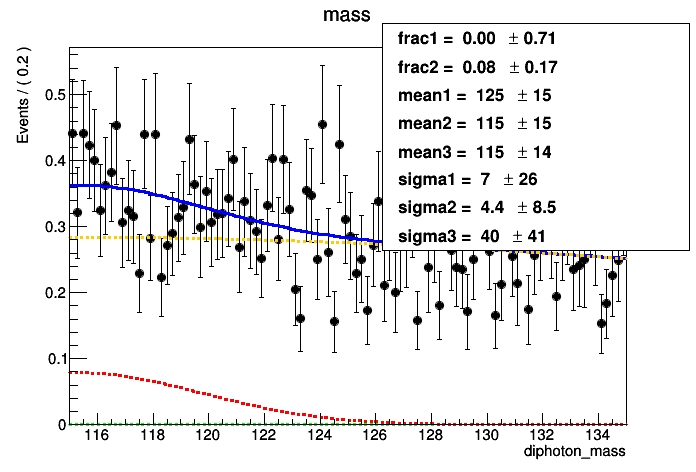 mass
Events / ( 0.2 )
frac1 = 0.00 ± 0.71
frac2 = 0.08 ± 0.17
mean1 = 125 ± 15
mean2 = 115 ± 15
mean3 = 115 ± 14
sigma1 = 7 ± 26
sigma2 = 4.4 ± 8.5
sigma3 = 40 ± 41
0.5
0.4
0.3
0.2
0.1
0
116 118 120 122 124 126 128 130 132 134
diphoton_mass